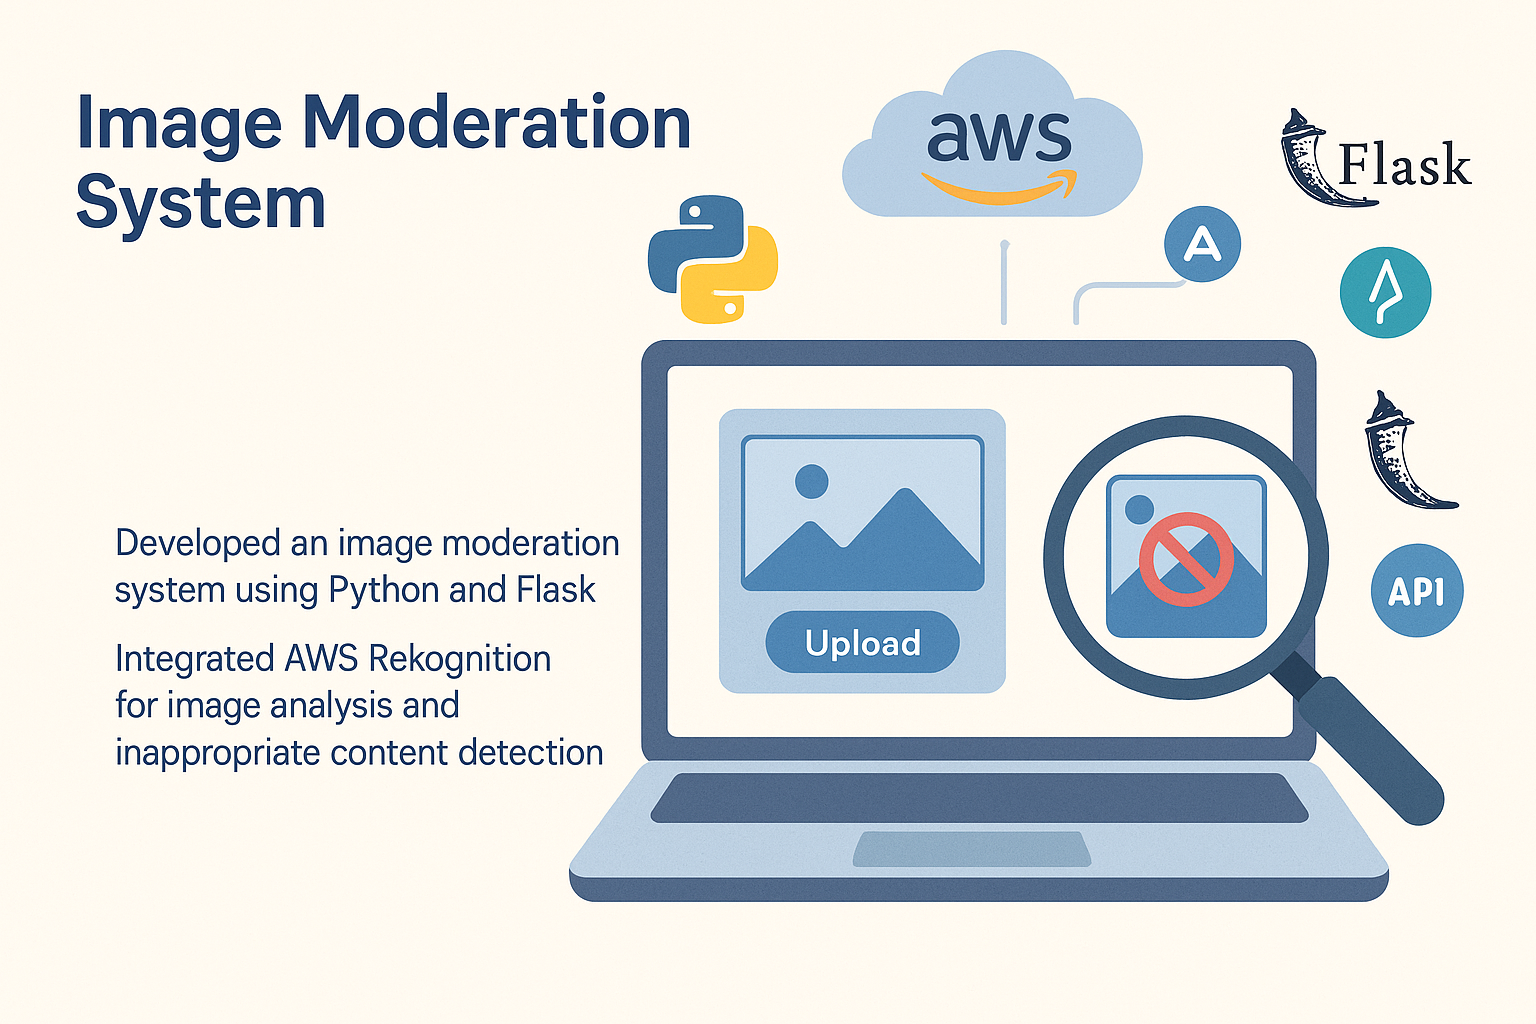 Image Moderation
System
aws
Flask
A
Developed an image moderation
system using Python and Flask
Integrated AWS Rekognition
for image analysis and
inappropriate content detection
Upload
API